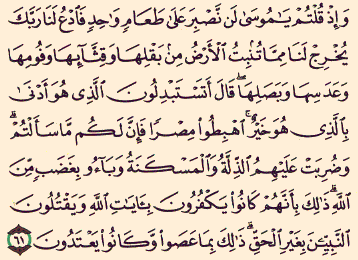 وَإِذْ قُلْتُمْ يَـٰمُوسَىٰ لَن نَّصْبِرَ عَلَىٰ طَعَامٍ وَٰحِدٍ فَٱدْعُ لَنَا رَبَّكَ
يُخْرِجْ لَنَا مِمَّا تُنۢبِتُ ٱلْأَرْضُ مِنۢ بَقْلِهَا وَقِثَّآئِهَا وَفُومِهَا
وَعَدَسِهَا وَبَصَلِهَا ۖ قَالَ أَتَسْتَبْدِلُونَ ٱلَّذِى هُوَ أَدْنَىٰ
بِٱلَّذِى هُوَ خَيْرٌ ۚ ٱهْبِطُوا۟ مِصْرًا فَإِنَّ لَكُم مَّا سَأَلْتُمْ ۗ
وَضُرِبَتْ عَلَيْهِمُ ٱلذِّلَّةُ وَٱلْمَسْكَنَةُ وَبَآءُو بِغَضَبٍ مِّنَ
ٱللَّهِ ۗ ذَٰلِكَ بِأَنَّهُمْ كَانُوا۟ يَكْفُرُونَ بِـَٔايَـٰتِ ٱللَّهِ وَيَقْتُلُونَ
ٱلنَّبِيِّـۧنَ بِغَيْرِ ٱلْحَقِّ ۗ ذَٰلِكَ بِمَا عَصَوا۟ وَّكَانُوا۟ يَعْتَدُونَ ٦١